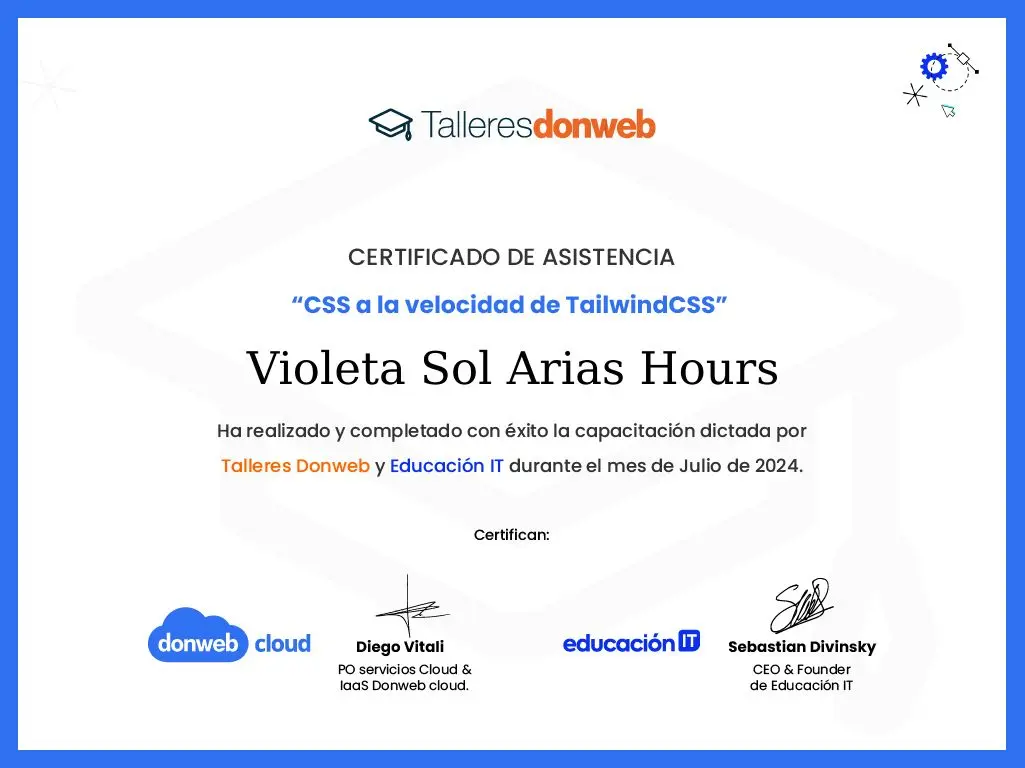 Talleresdonweb
CERTIFICADO DE ASISTENCIA
“CSS a la velocidad de TailwindCSS”
Violeta Sol Arias Hours
Ha realizado y completado con éxito la capacitación dictada por
Talleres Donweb y Educación IT durante el mes de Julio de 2024.
Certifican:
donweb cloud
Diego Vitali
PO servicios Cloud &
IaaS Donweb cloud.
educación IT
Sebastian Divinsky
CEO & Founder
de Educación IT